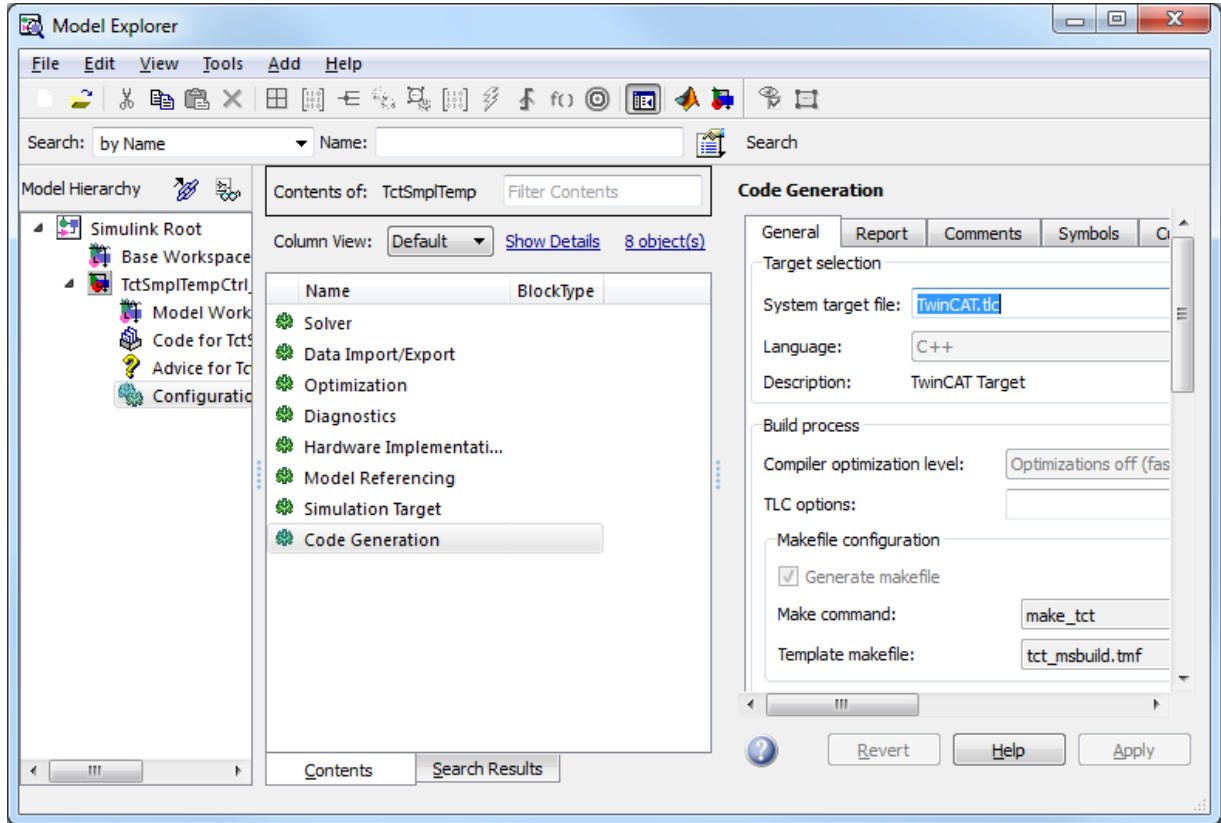 Model Explorer
File Edit View Tools Add Help
Search: by Name Name: Search
Model Hierarchy
Simulink Root
Base Workspace
TctSmplTempCtrl_
Model Work
Code for TctS
Advice for Tc
Configuratio
Contents of: TctSmplTemp Filter Contents
Column View: Default Show Details 8 object(s)
Name BlockType
Solver
Data Import/Export
Optimization
Diagnostics
Hardware Implementati...
Model Referencing
Simulation Target
Code Generation
Contents Search Results
Code Generation
General Report Comments Symbols
Target selection
System target file: TwinCAT.tlc
Language: C++
Description: TwinCAT Target
Build process
Compiler optimization level: Optimizations off (fas
TLC options:
Makefile configuration
Generate makefile
Make command: make_tct
Template makefile: tct_msbuild.tmf
Revert Help Apply